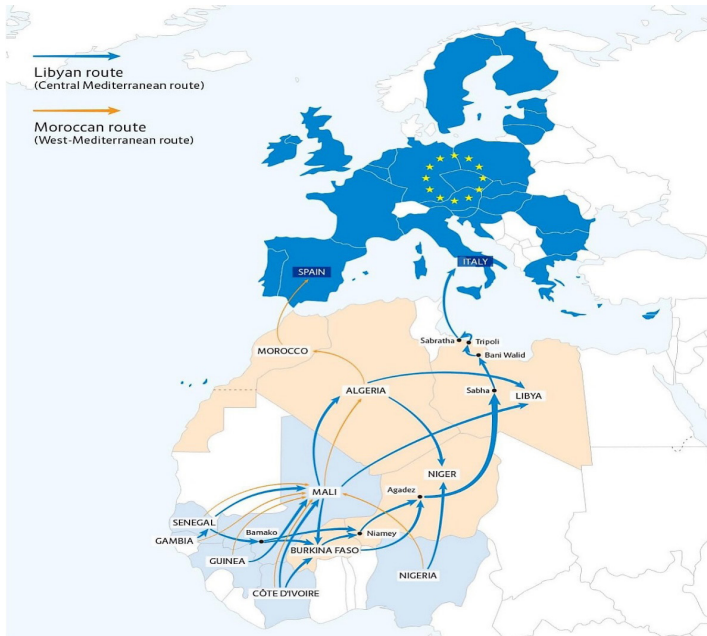 Libyan route
(Central Mediterranean route)
Moroccan route
(West-Mediterranean route)
SPAIN
ITALY
Sabratha
Tripoli
Bani Walid
MOROCCO
ALGERIA
Sabha
LIBYA
NIGER
MALI
Agadez
SENEGAL
GAMBIA
Bamako
Niamey
BURKINA FASO
GUINEA
NIGERIA
CÔTE D'IVOIRE